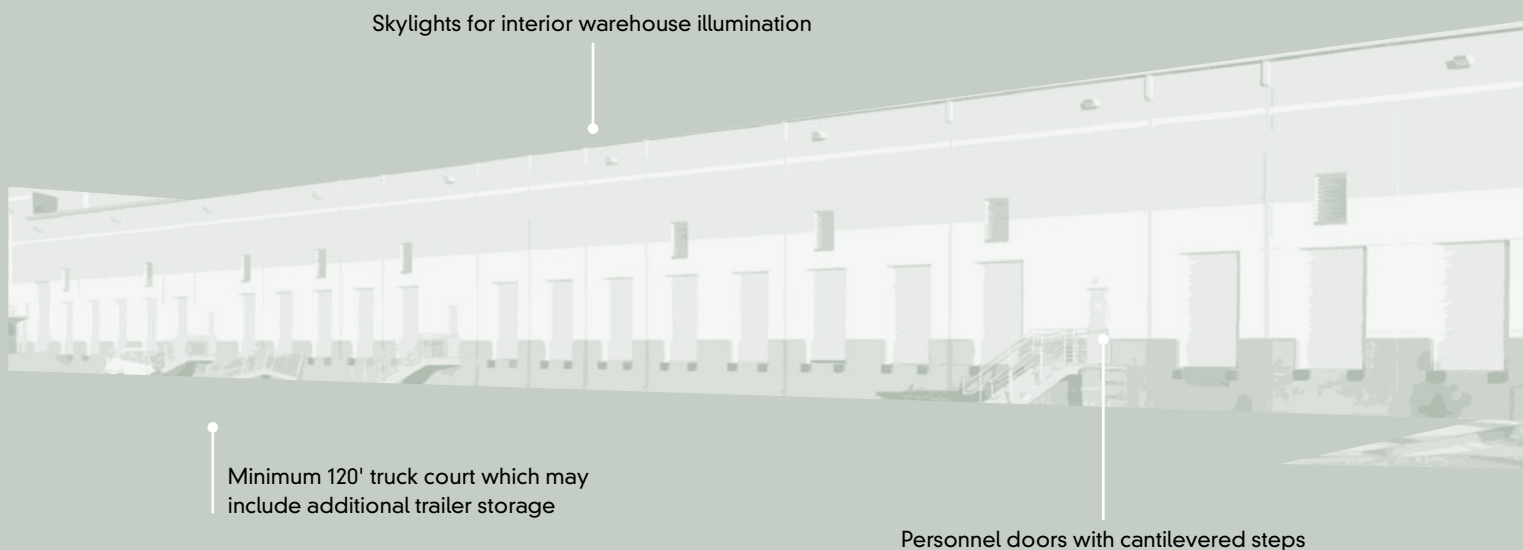 Skylights for interior warehouse illumination
Minimum 120' truck court which may
include additional trailer storage
Personnel doors with cantilevered steps